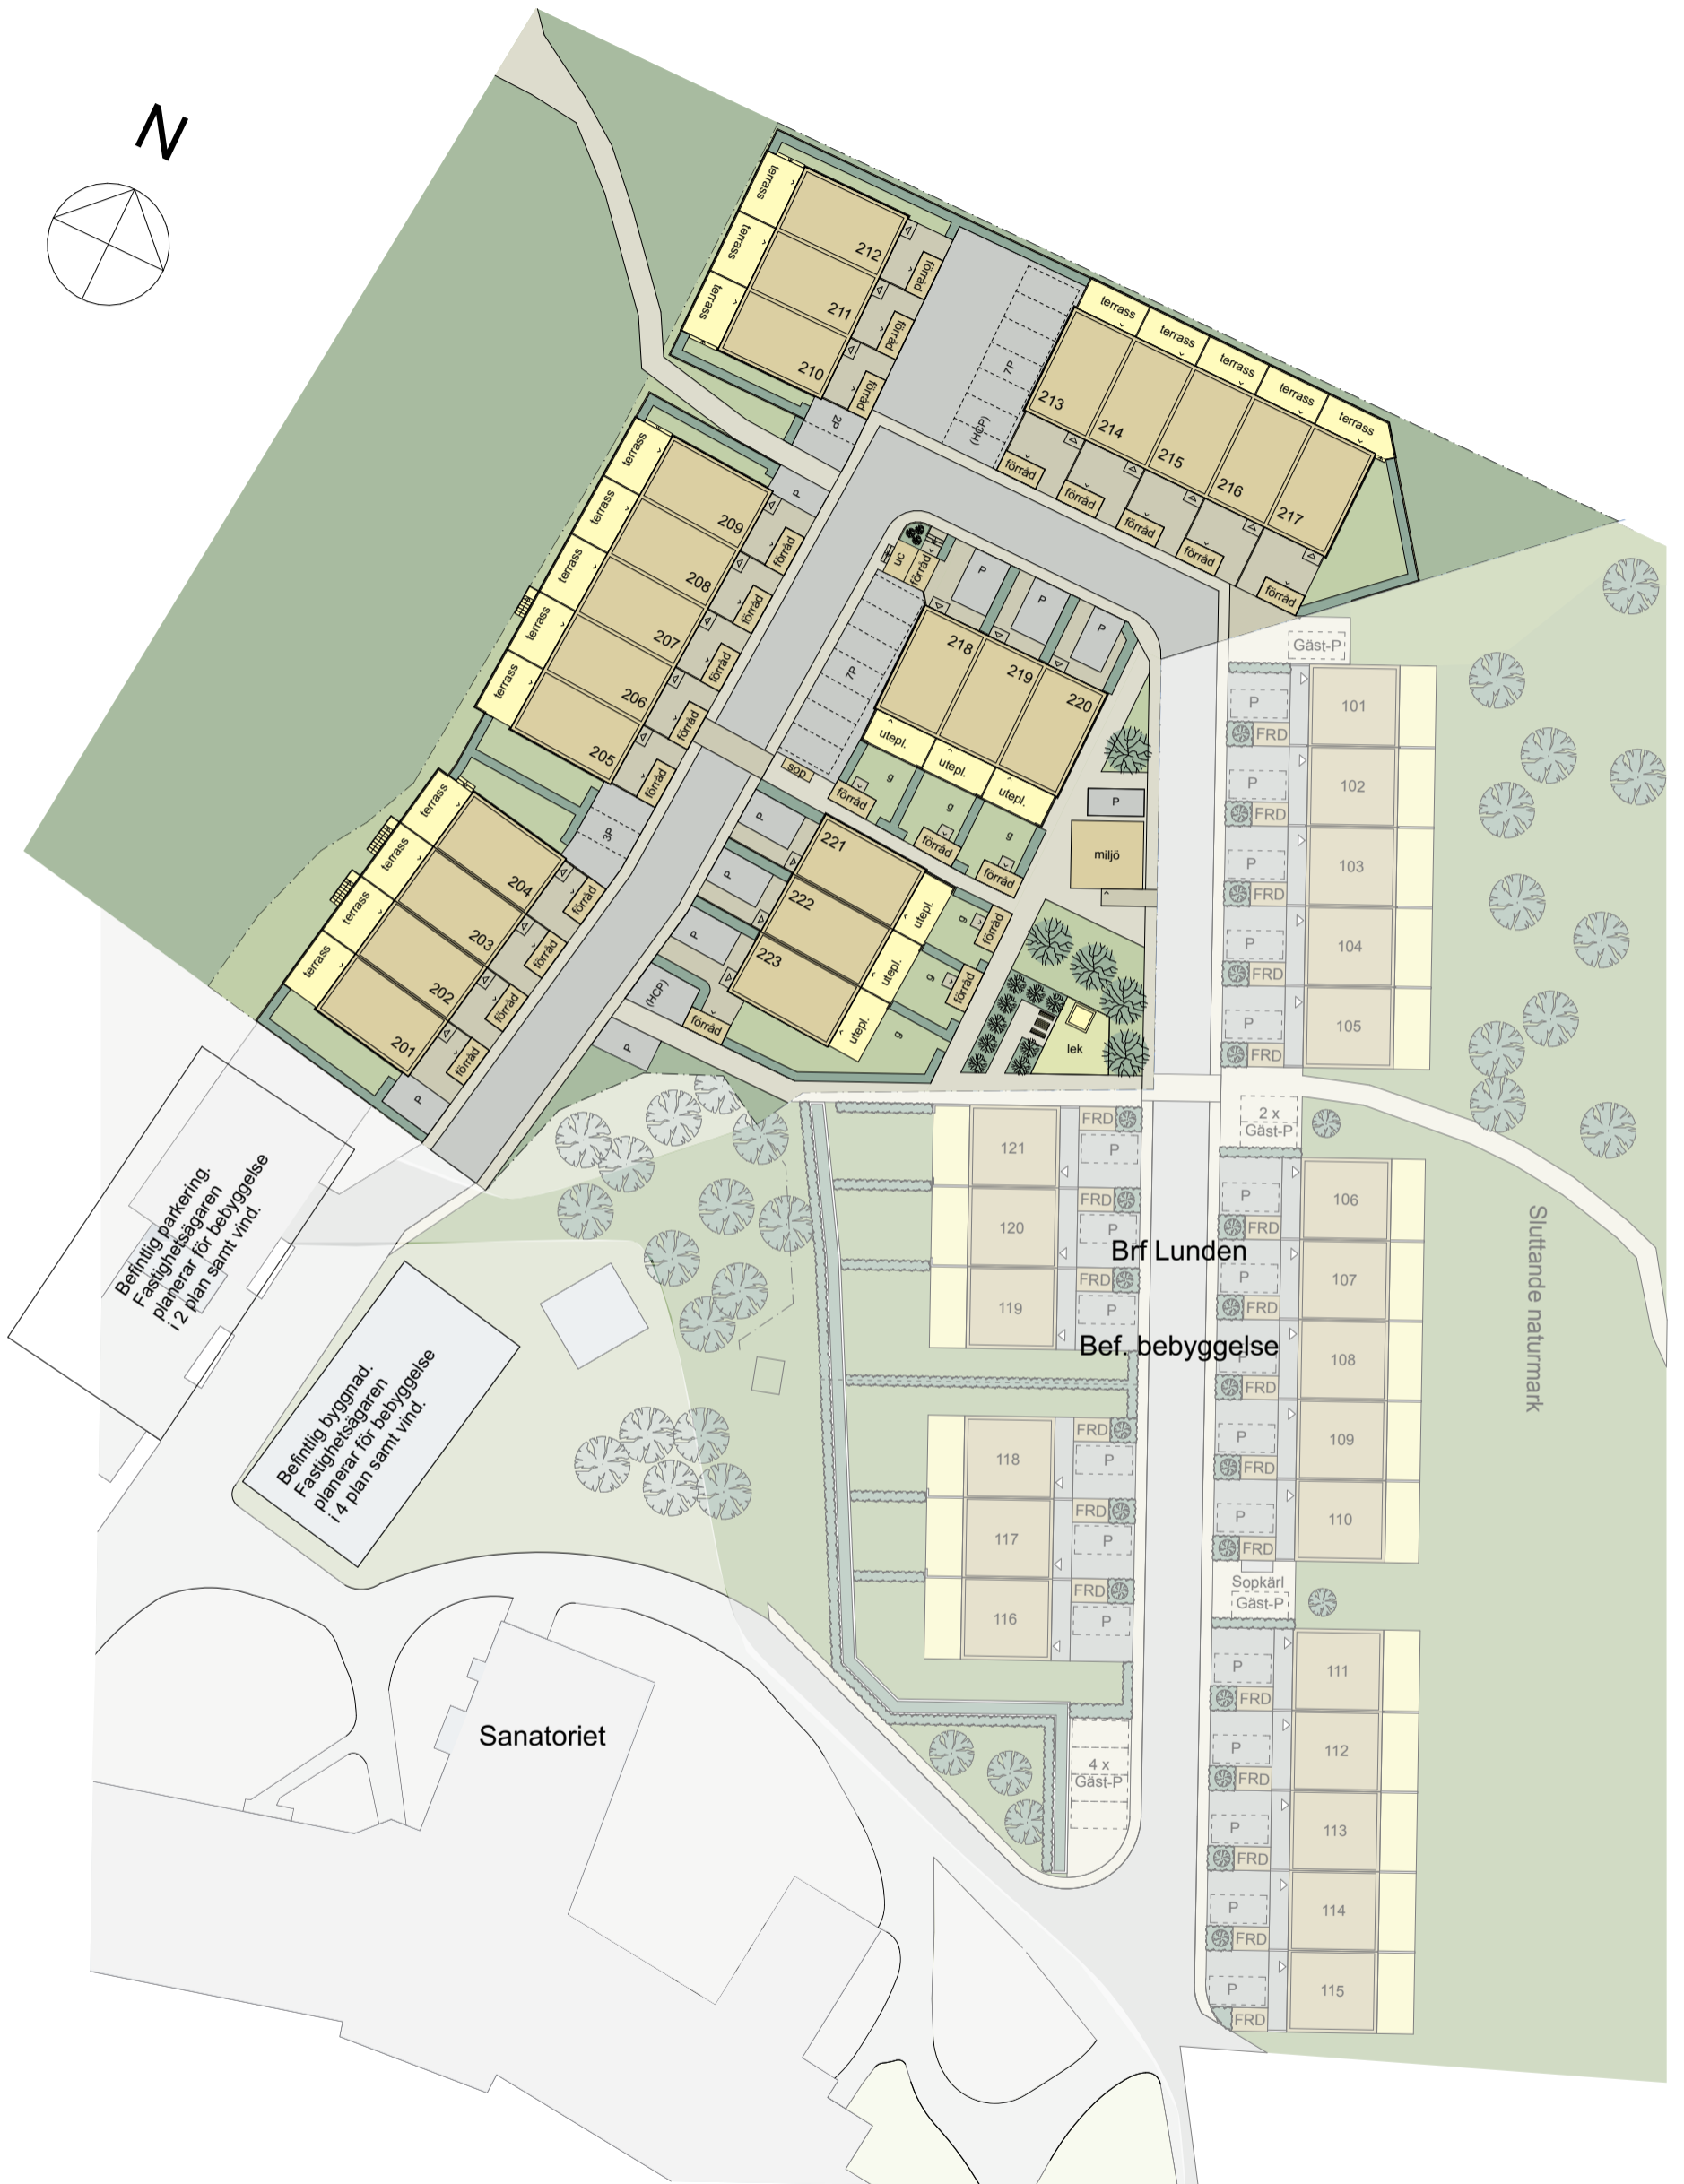 N
terrass
terrass
terrass
212
211
210
förråd
förråd
förråd
2P
7P
(HCP)
terrass
terrass
terrass
terrass
terrass
213
214
215
216
217
förråd
förråd
förråd
förråd
förråd
terrass
terrass
terrass
terrass
terrass
209
208
207
206
205
P
förråd
förråd
förråd
förråd
förråd
3P
uc
förråd
7P
sop
P
P
P
218
219
220
utepl.
utepl.
utepl.
g
g
g
förråd
förråd
förråd
P
miljö
terrass
terrass
terrass
terrass
204
203
202
201
förråd
förråd
förråd
förråd
P
P
P
P
(HCP)
förråd
P
221
222
223
utepl.
utepl.
utepl.
g
g
g
förråd
förråd
lek
Gäst-P
P
FRD
101
P
FRD
102
P
FRD
103
P
FRD
104
P
FRD
105
2 x
Gäst-P
P
FRD
106
P
FRD
107
P
FRD
108
P
FRD
109
P
FRD
110
Sopkärl
Gäst-P
P
FRD
111
P
FRD
112
P
FRD
113
P
FRD
114
P
FRD
115
121
FRD
P
120
FRD
P
119
FRD
P
Brf Lunden
Bef. bebyggelse
118
FRD
P
117
FRD
P
116
FRD
P
4 x
Gäst-P
Sluttande naturmark
Befintlig parkering.
Fastighetsägaren
planerar för bebyggelse
i 2 plan samt vind.
Befintlig byggnad.
Fastighetsägaren
planerar för bebyggelse
i 4 plan samt vind.
Sanatoriet